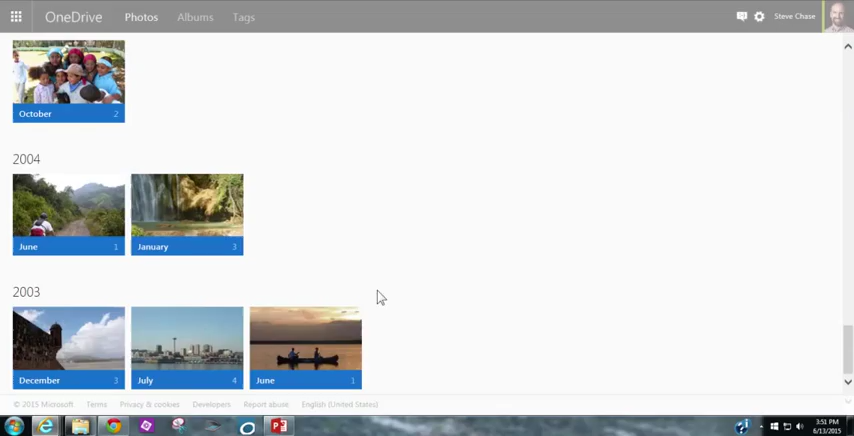 OneDrive Photos Albums Tags Steve Chase
October 2
2004
June 1 January 3
2003
December 3 July 4 June 1
© 2015 Microsoft Terms Privacy & cookies Developers Report abuse English (United States)
3:51 PM
6/13/2015